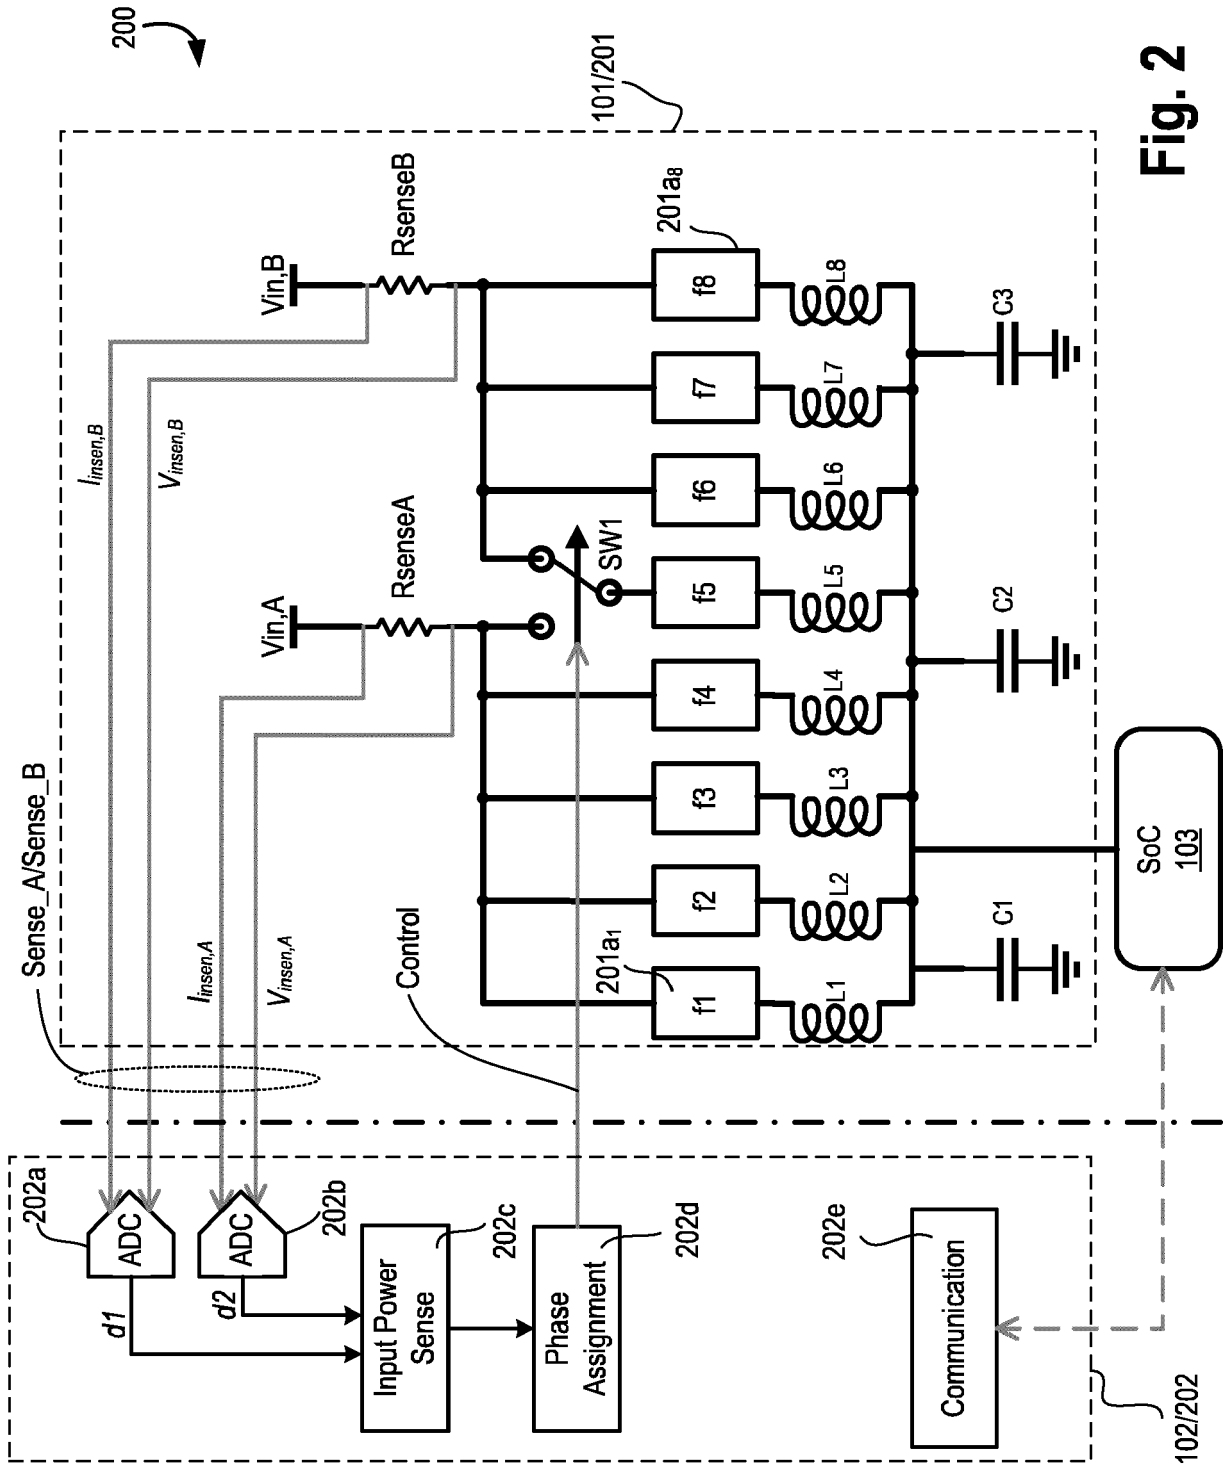 200
Fig. 2
101/201
Vin,B
RsenseB
Vin,A
RsenseA
Sense_A/Sense_B
Iinsen,B
Vinsen,B
Iinsen,A
Vinsen,A
Control
SW1
201a1
201a8
f1
f2
f3
f4
f5
f6
f7
f8
L1
L2
L3
L4
L5
L6
L7
L8
C1
C2
C3
SoC
103
202a
ADC
d1
202b
ADC
d2
202c
Input Power
Sense
202d
Phase
Assignment
202e
Communication
102/202